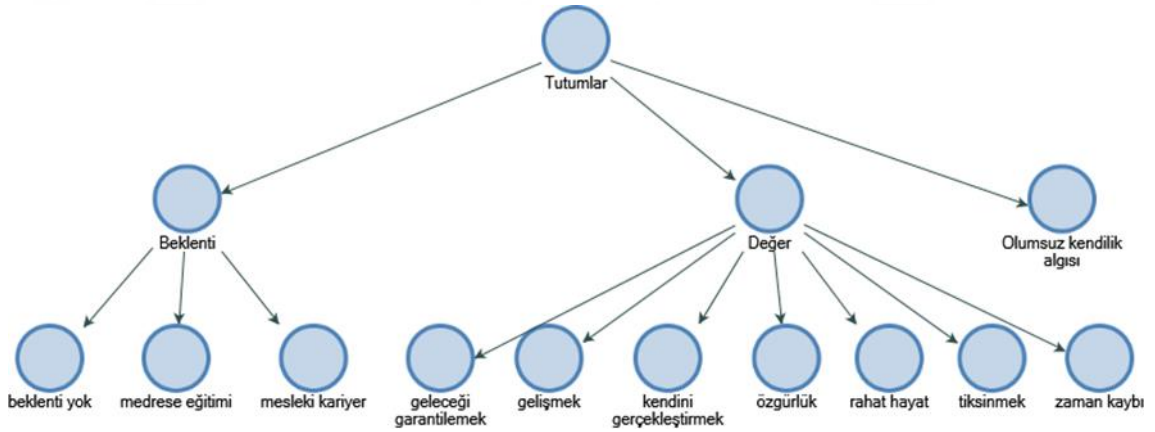 Tutumlar
Beklenti
Değer
Olumsuz kendilik
algısı
beklenti yok
medrese eğitimi
mesleki kariyer
geleceği
garantilemek
gelişmek
kendini
gerçekleştirmek
özgürlük
rahat hayat
tiksinmek
zaman kaybı